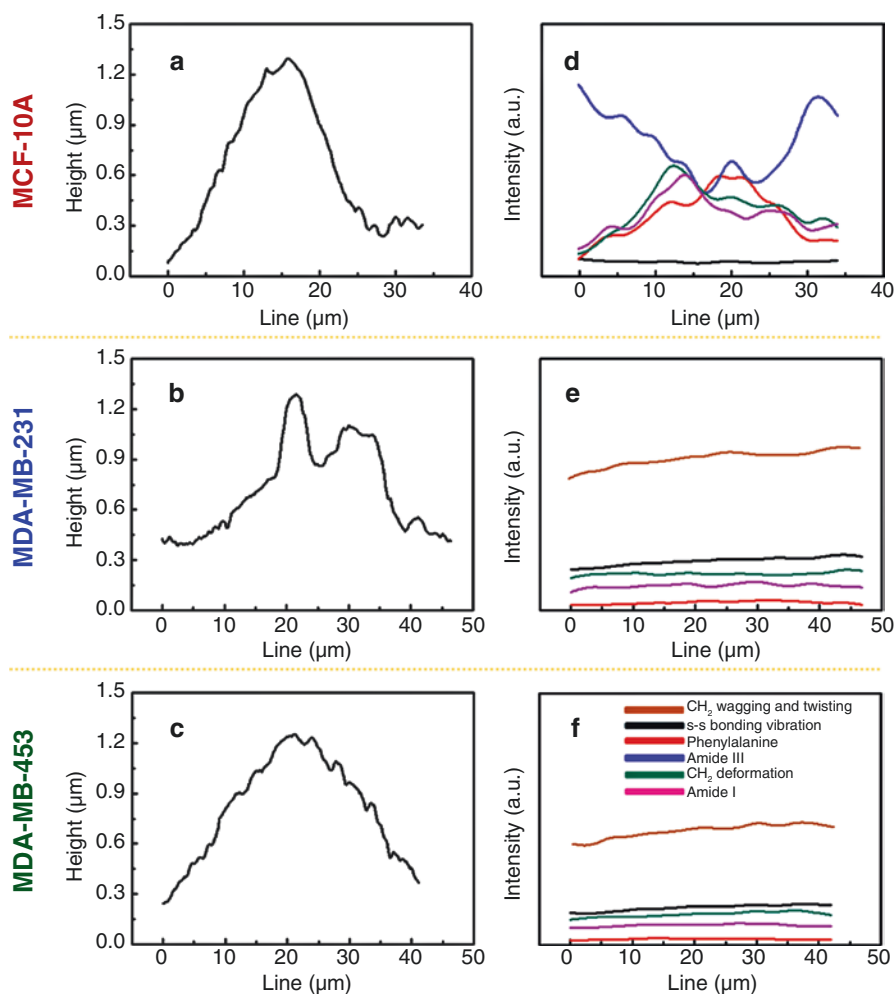 MCF-10A
a
Height (µm)
1.5
1.2
0.9
0.6
0.3
0.0
0 10 20 30 40
Line (µm)
d
Intensity (a.u.)
0 10 20 30 40
Line (µm)
MDA-MB-231
b
Height (µm)
1.5
1.2
0.9
0.6
0.3
0.0
0 10 20 30 40 50
Line (µm)
e
Intensity (a.u.)
0 10 20 30 40 50
Line (µm)
MDA-MB-453
c
Height (µm)
1.5
1.2
0.9
0.6
0.3
0.0
0 10 20 30 40 50
Line (µm)
f
Intensity (a.u.)
CH₂ wagging and twisting
s-s bonding vibration
Phenylalanine
Amide III
CH₂ deformation
Amide I
0 10 20 30 40 50
Line (µm)